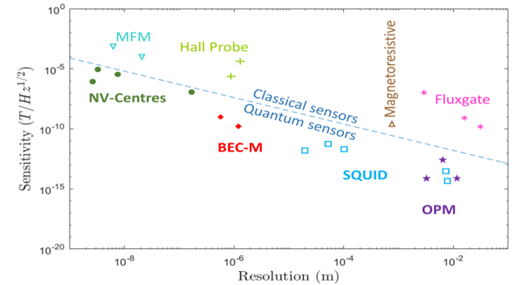 10^0
MFM
Hall Probe
10^-5
NV-Centres
Magnetoresistive
Fluxgate
Classical sensors
Quantum sensors
Sensitivity (T/Hz^1/2)
10^-10
BEC-M
SQUID
10^-15
OPM
10^-20
10^-8
10^-6
10^-4
10^-2
Resolution (m)